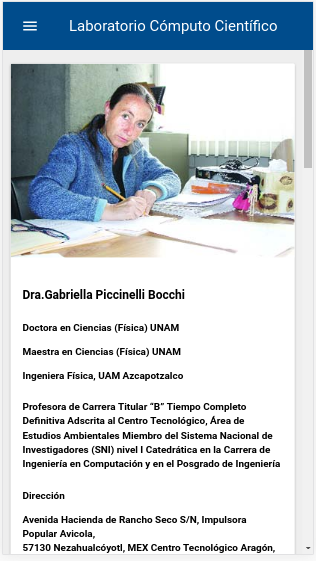 Laboratorio Cómputo Científico
Dra.Gabriella Piccinelli Bocchi
Doctora en Ciencias (Física) UNAM
Maestra en Ciencias (Física) UNAM
Ingeniera Física, UAM Azcapotzalco
Profesora de Carrera Titular “B” Tiempo Completo
Definitiva Adscrita al Centro Tecnológico, Área de
Estudios Ambientales Miembro del Sistema Nacional de
Investigadores (SNI) nivel I Catedrática en la Carrera de
Ingeniería en Computación y en el Posgrado de Ingeniería
Dirección
Avenida Hacienda de Rancho Seco S/N, Impulsora
Popular Avicola,
57130 Nezahualcóyotl, MEX Centro Tecnológico Aragón,